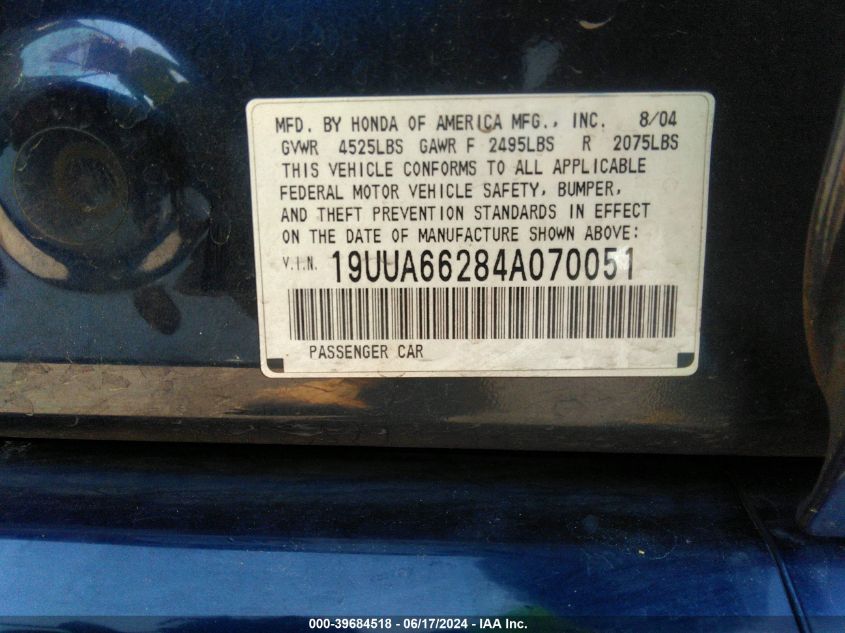 MFD. BY HONDA OF AMERICA MFG., INC. 8/04
GVWR 4525LBS GAWR F 2495LBS R 2075LBS
THIS VEHICLE CONFORMS TO ALL APPLICABLE
FEDERAL MOTOR VEHICLE SAFETY, BUMPER,
AND THEFT PREVENTION STANDARDS IN EFFECT
ON THE DATE OF MANUFACTURE SHOWN ABOVE:
V.I.N. 19UUA66284A070051
PASSENGER CAR
000-39684518 - 06/17/2024 - IAA Inc.